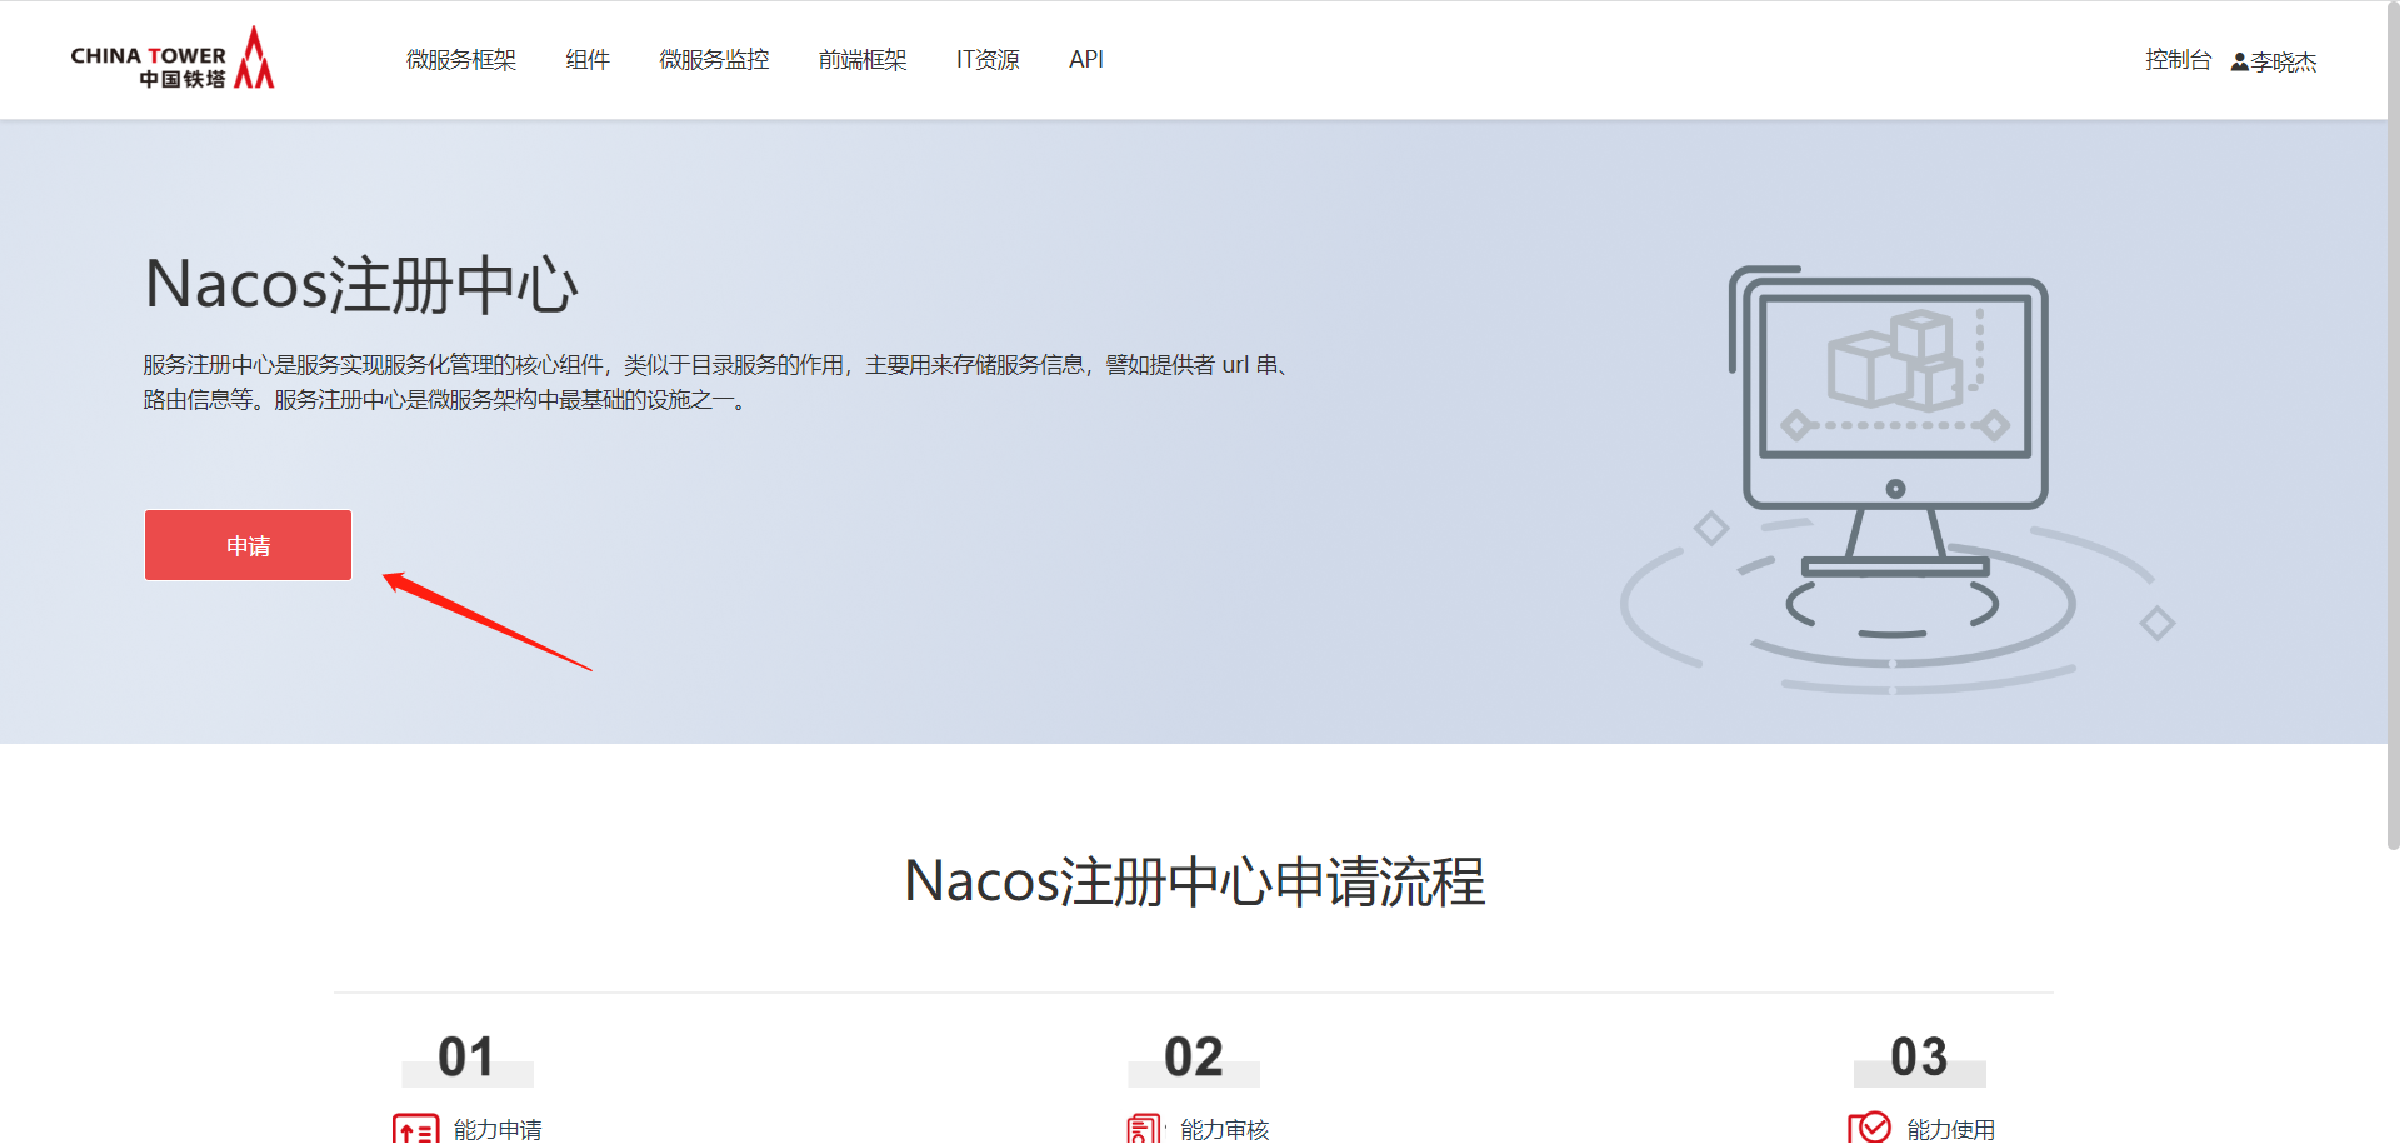 CHINA TOWER
中国铁塔
微服务框架 组件 微服务监控 前端框架 IT资源 API
控制台 李晓杰
Nacos注册中心
服务注册中心是服务实现服务化管理的核心组件，类似于目录服务的作用，主要用来存储服务信息，譬如提供者 url 串、
路由信息等。服务注册中心是微服务架构中最基础的设施之一。
申请
Nacos注册中心申请流程
01 02 03
能力申请 能力审核 能力使用